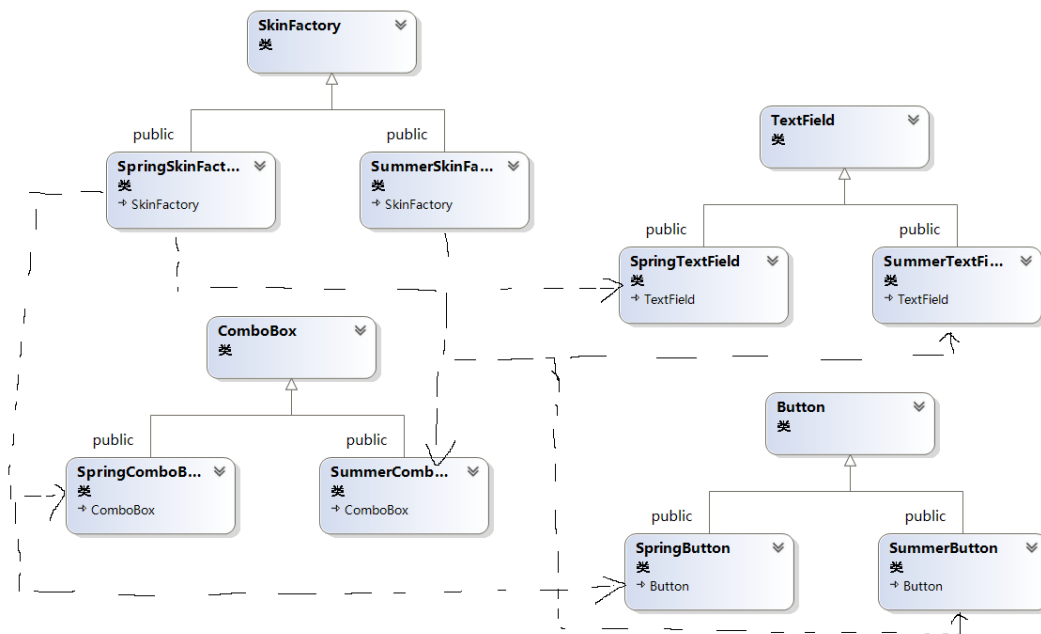 SkinFactory
类
public
public
SpringSkinFact...
类
SkinFactory
SummerSkinFa...
类
SkinFactory
TextField
类
public
public
SpringTextField
类
TextField
SummerTextFi...
类
TextField
ComboBox
类
public
public
SpringComboB...
类
ComboBox
SummerComb...
类
ComboBox
Button
类
public
public
SpringButton
类
Button
SummerButton
类
Button